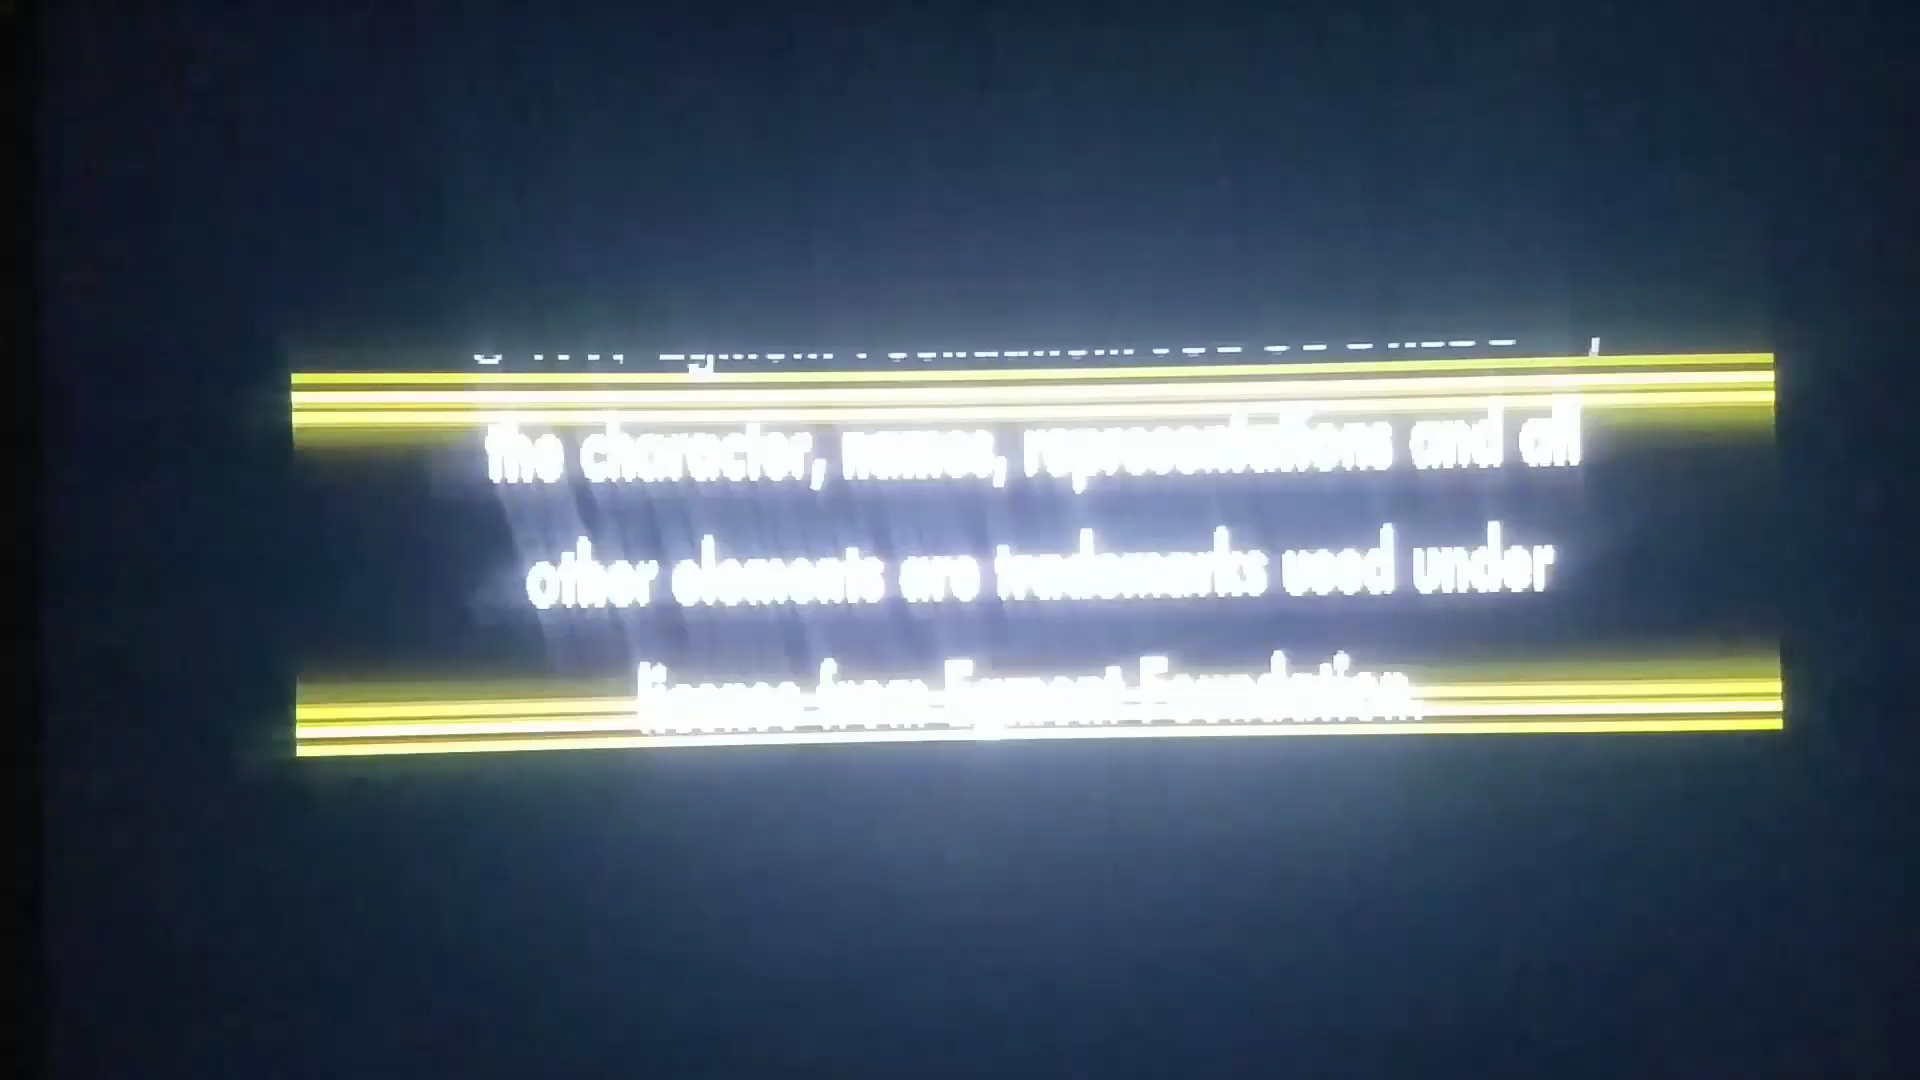 The character, names, representations and all
other elements are trademarks used under
license from Egmont Foundation.